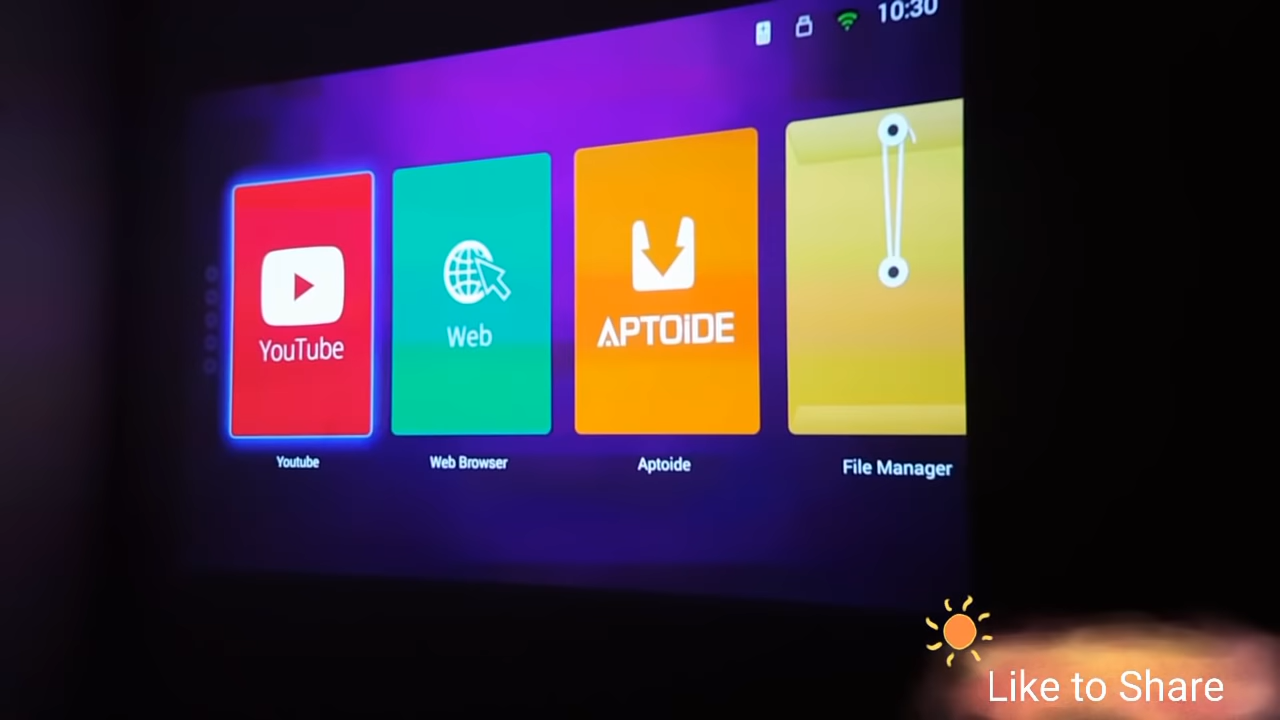 10:30
YouTube
Web
APTOiDE
Youtube
Web Browser
Aptoide
File Manager
Like to Share